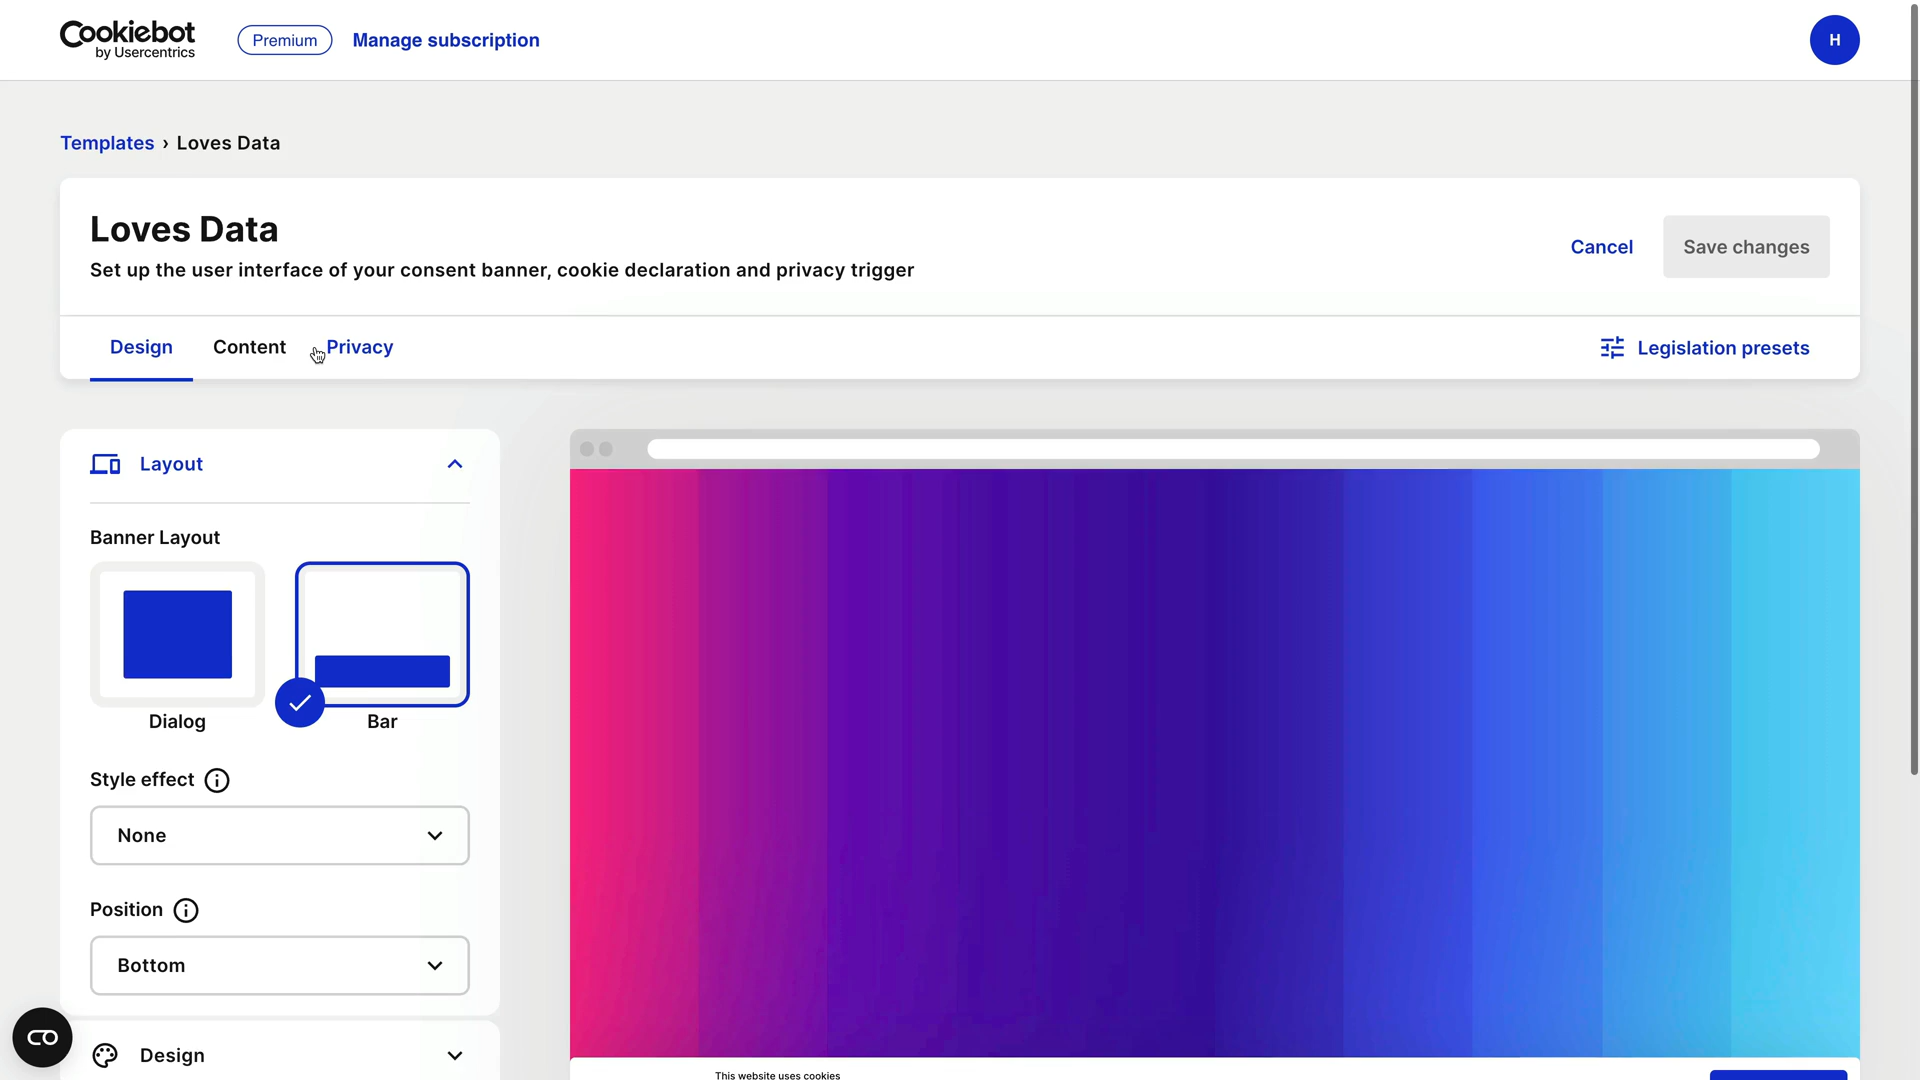 Cookiebot
by Usercentrics
Premium
Manage subscription
H
Templates › Loves Data
Loves Data
Set up the user interface of your consent banner, cookie declaration and privacy trigger
Cancel
Save changes
Design
Content
Privacy
Legislation presets
Layout
Banner Layout
Dialog
Bar
Style effect
None
Position
Bottom
Design
This website uses cookies